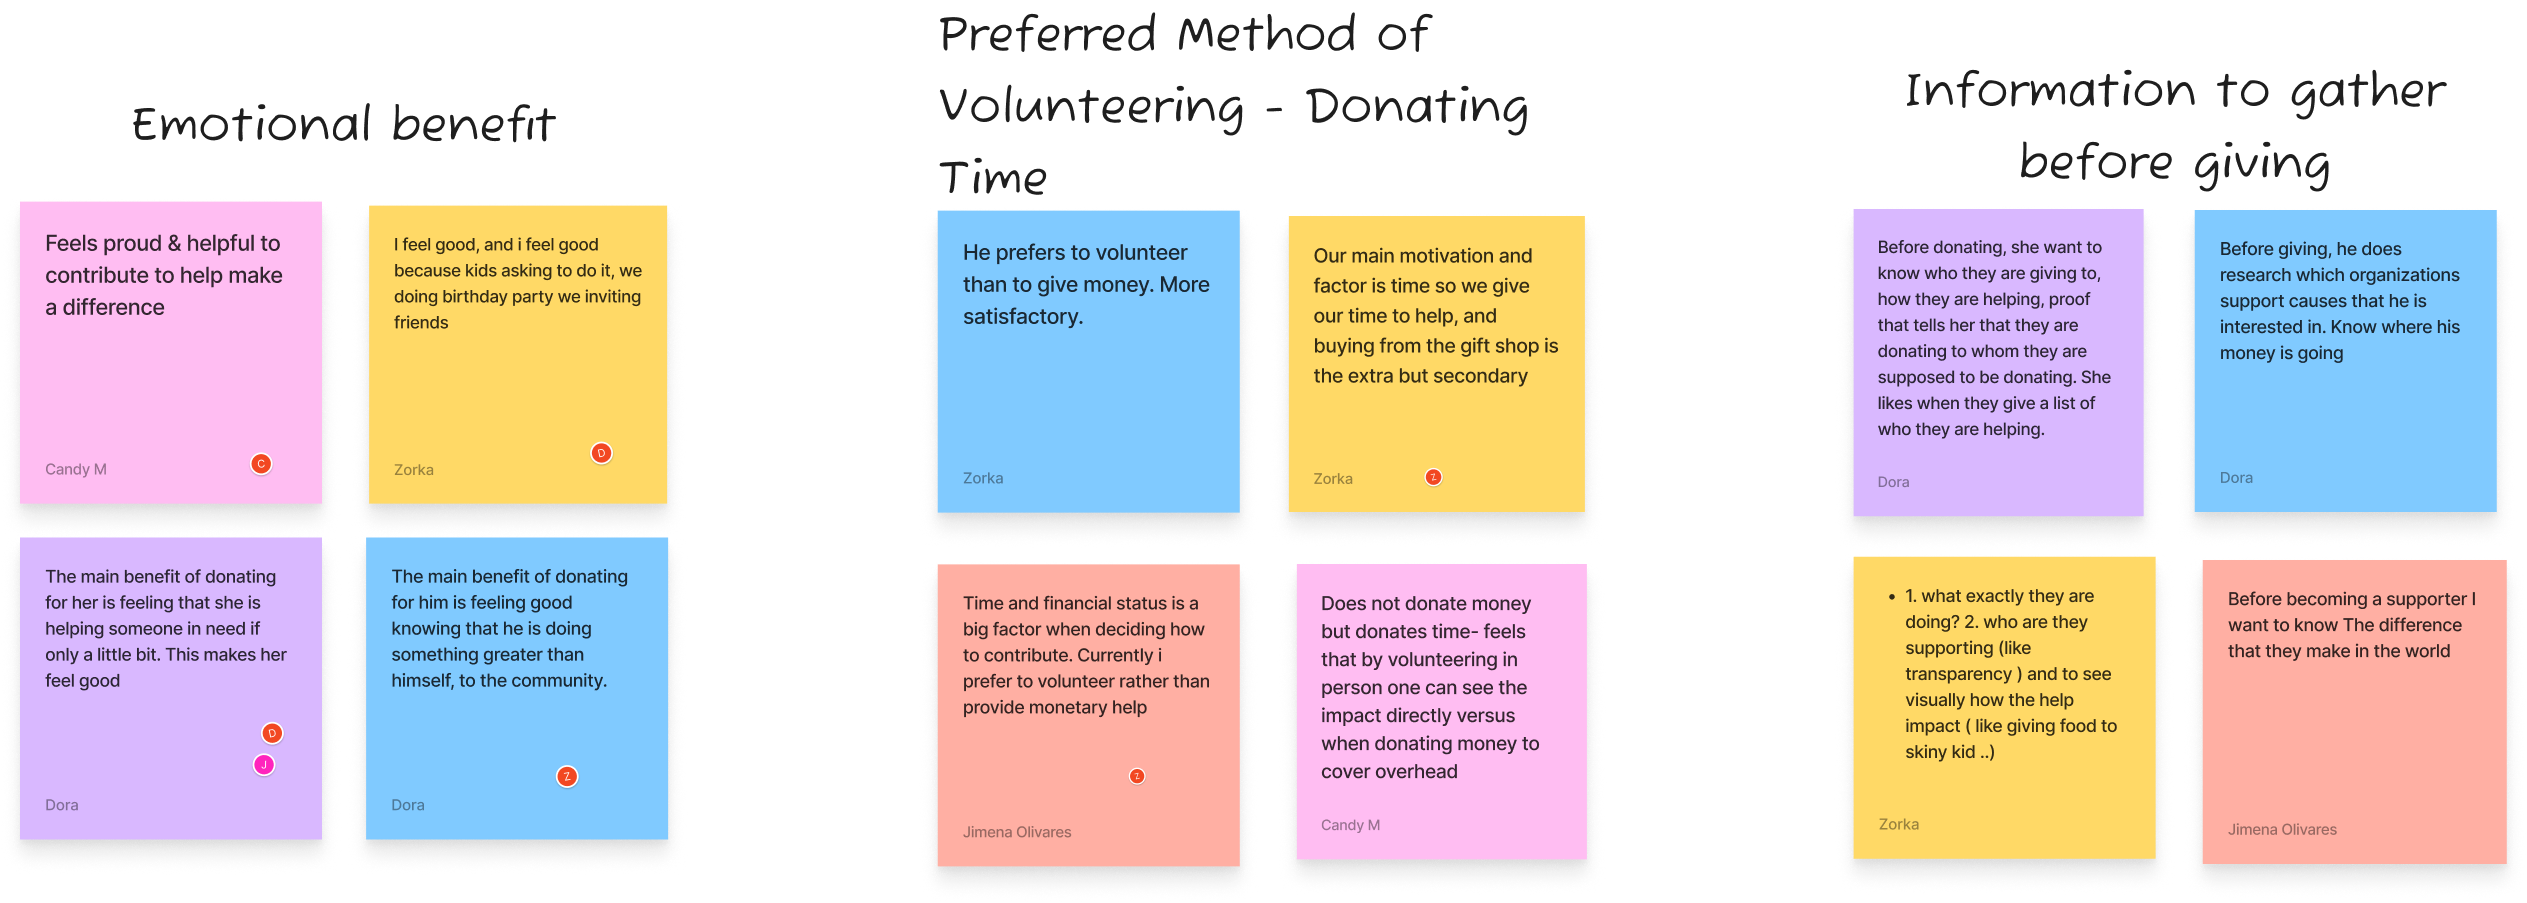 Emotional benefit
Feels proud & helpful to
contribute to help make
a difference
Candy M
C
I feel good, and i feel good
because kids asking to do it, we
doing birthday party we inviting
friends
Zorka
D
The main benefit of donating
for her is feeling that she is
helping someone in need if
only a little bit. This makes her
feel good
D
J
Dora
The main benefit of donating
for him is feeling good
knowing that he is doing
something greater than
himself, to the community.
Z
Dora
Preferred Method of
Volunteering - Donating
Time
He prefers to volunteer
than to give money. More
satisfactory.
Zorka
Our main motivation and
factor is time so we give
our time to help, and
buying from the gift shop is
the extra but secondary
Zorka
Z
Time and financial status is a
big factor when deciding how
to contribute. Currently i
prefer to volunteer rather than
provide monetary help
Z
Jimena Olivares
Does not donate money
but donates time- feels
that by volunteering in
person one can see the
impact directly versus
when donating money to
cover overhead
Candy M
Information to gather
before giving
Before donating, she want to
know who they are giving to,
how they are helping, proof
that tells her that they are
donating to whom they are
supposed to be donating. She
likes when they give a list of
who they are helping.
Dora
Before giving, he does
research which organizations
support causes that he is
interested in. Know where his
money is going
Dora
• 1. what exactly they are
doing? 2. who are they
supporting (like
transparency ) and to see
visually how the help
impact ( like giving food to
skiny kid ..)
Zorka
Before becoming a supporter I
want to know The difference
that they make in the world
Jimena Olivares